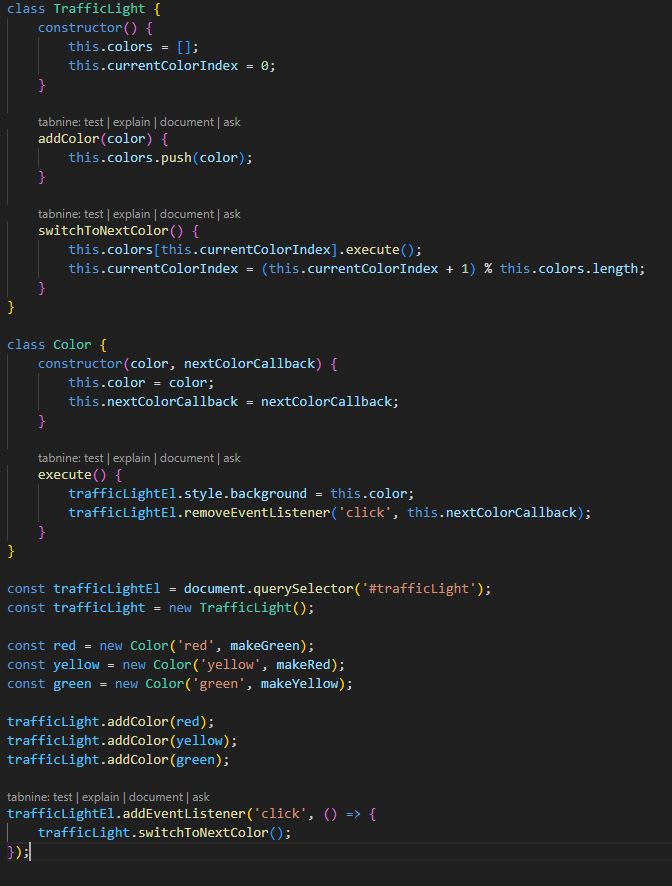 class TrafficLight {
    constructor() {
        this.colors = [];
        this.currentColorIndex = 0;
    }

    tabnine: test | explain | document | ask
    addColor(color) {
        this.colors.push(color);
    }

    tabnine: test | explain | document | ask
    switchToNextColor() {
        this.colors[this.currentColorIndex].execute();
        this.currentColorIndex = (this.currentColorIndex + 1) % this.colors.length;
    }
}

class Color {
    constructor(color, nextColorCallback) {
        this.color = color;
        this.nextColorCallback = nextColorCallback;
    }

    tabnine: test | explain | document | ask
    execute() {
        trafficLightEl.style.background = this.color;
        trafficLightEl.removeEventListener('click', this.nextColorCallback);
    }
}

const trafficLightEl = document.querySelector('#trafficLight');
const trafficLight = new TrafficLight();

const red = new Color('red', makeGreen);
const yellow = new Color('yellow', makeRed);
const green = new Color('green', makeYellow);

trafficLight.addColor(red);
trafficLight.addColor(yellow);
trafficLight.addColor(green);

tabnine: test | explain | document | ask
trafficLightEl.addEventListener('click', () => {
    trafficLight.switchToNextColor();
});